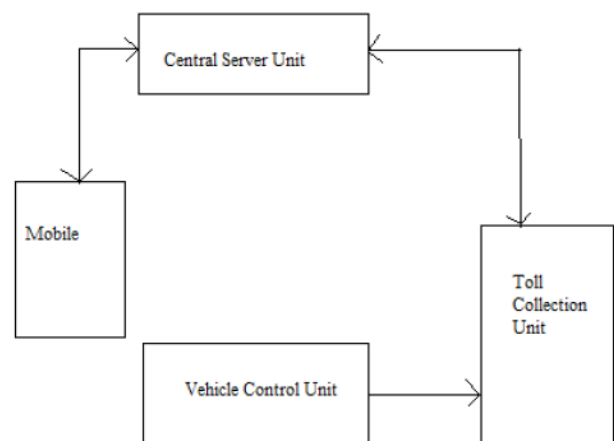 Central Server Unit
Mobile
Toll
Collection
Unit
Vehicle Control Unit